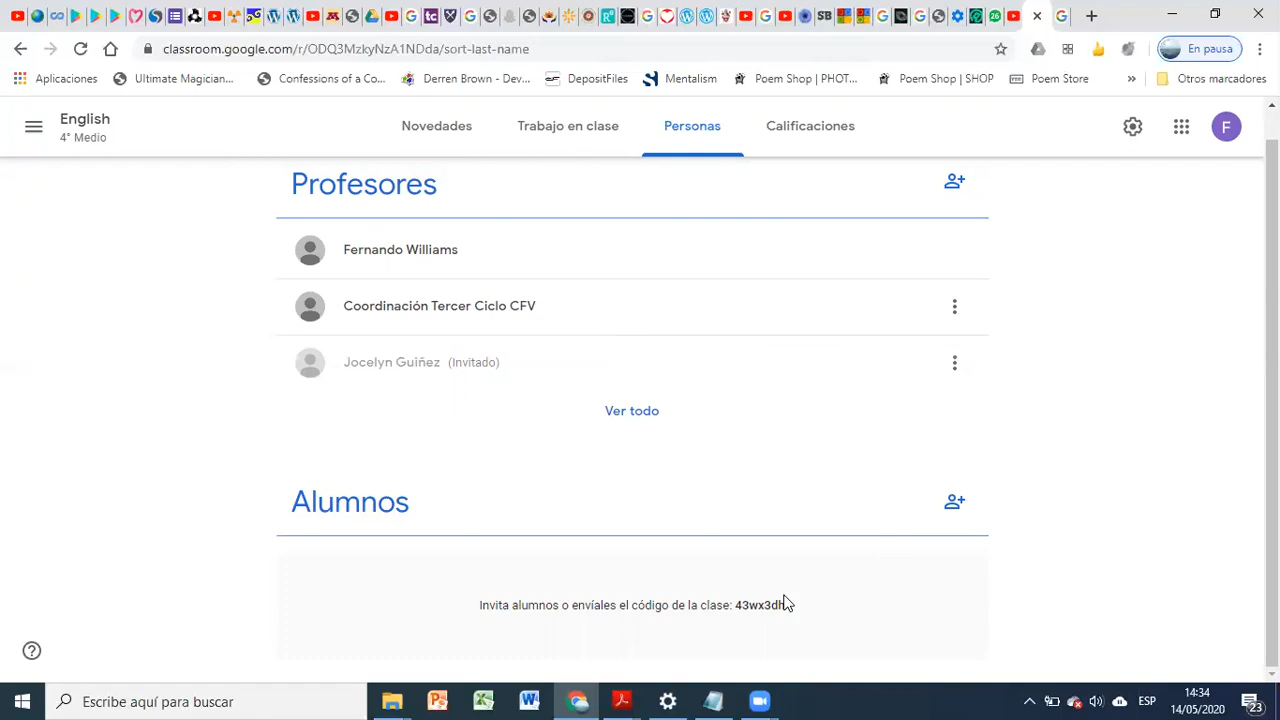 classroom.google.com/r/ODQ3MzkyNzA1NDda/sort-last-name
En pausa
Aplicaciones
Ultimate Magician...
Confessions of a Co...
Derren Brown - Dev...
DepositFiles
Mentalism
Poem Shop | PHOT...
Poem Shop | SHOP
Poem Store
»
Otros marcadores
English
4° Medio
Novedades
Trabajo en clase
Personas
Calificaciones
F
Profesores
Fernando Williams
Coordinación Tercer Ciclo CFV
Jocelyn Guiñez (Invitado)
Ver todo
Alumnos
Invita alumnos o envíales el código de la clase: 43wx3dh
Escribe aquí para buscar
ESP
14:34
14/05/2020
23